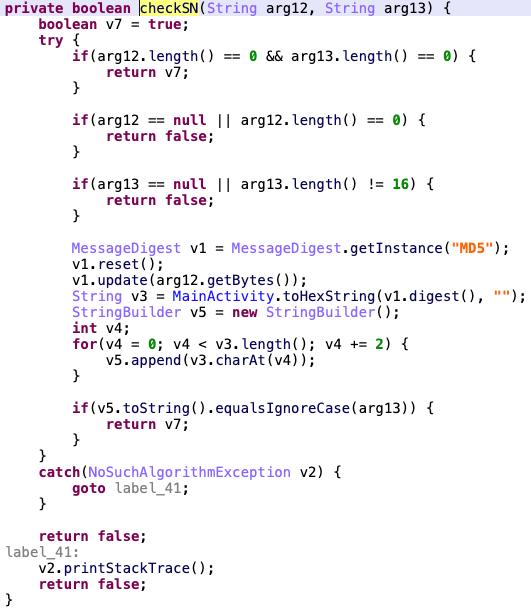 private boolean checkSN(String arg12, String arg13) {
    boolean v7 = true;
    try {
        if(arg12.length() == 0 && arg13.length() == 0) {
            return v7;
        }

        if(arg12 == null || arg12.length() == 0) {
            return false;
        }

        if(arg13 == null || arg13.length() != 16) {
            return false;
        }

        MessageDigest v1 = MessageDigest.getInstance("MD5");
        v1.reset();
        v1.update(arg12.getBytes());
        String v3 = MainActivity.toHexString(v1.digest(), "");
        StringBuilder v5 = new StringBuilder();
        int v4;
        for(v4 = 0; v4 < v3.length(); v4 += 2) {
            v5.append(v3.charAt(v4));
        }

        if(v5.toString().equalsIgnoreCase(arg13)) {
            return v7;
        }
    }
    catch(NoSuchAlgorithmException v2) {
        goto label_41;
    }

    return false;
label_41:
    v2.printStackTrace();
    return false;
}